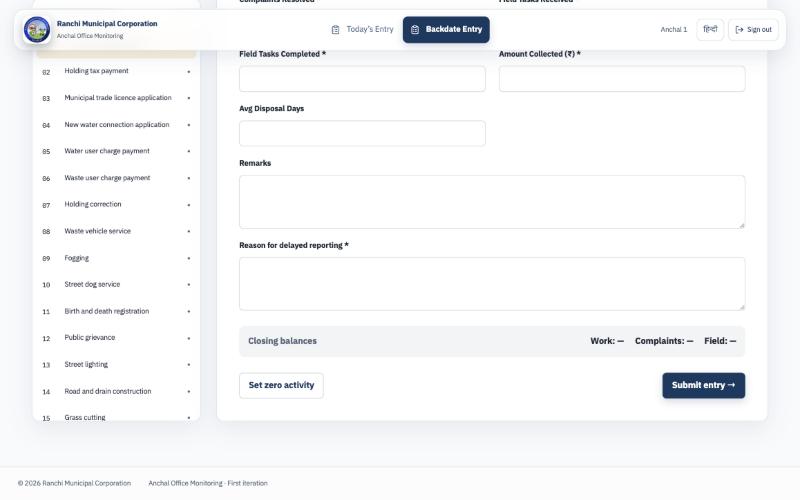 Ranchi Municipal Corporation
Anchal Office Monitoring
Today's Entry
Backdate Entry
Anchal 1
हिन्दी
Sign out
02 Holding tax payment
03 Municipal trade licence application
04 New water connection application
05 Water user charge payment
06 Waste user charge payment
07 Holding correction
08 Waste vehicle service
09 Fogging
10 Street dog service
11 Birth and death registration
12 Public grievance
13 Street lighting
14 Road and drain construction
15 Grass cutting
Complaints Resolved
Field Tasks Received
Field Tasks Completed *
Amount Collected (₹) *
Avg Disposal Days
Remarks
Reason for delayed reporting *
Closing balances
Work: — Complaints: — Field: —
Set zero activity
Submit entry →
© 2026 Ranchi Municipal Corporation
Anchal Office Monitoring · First iteration